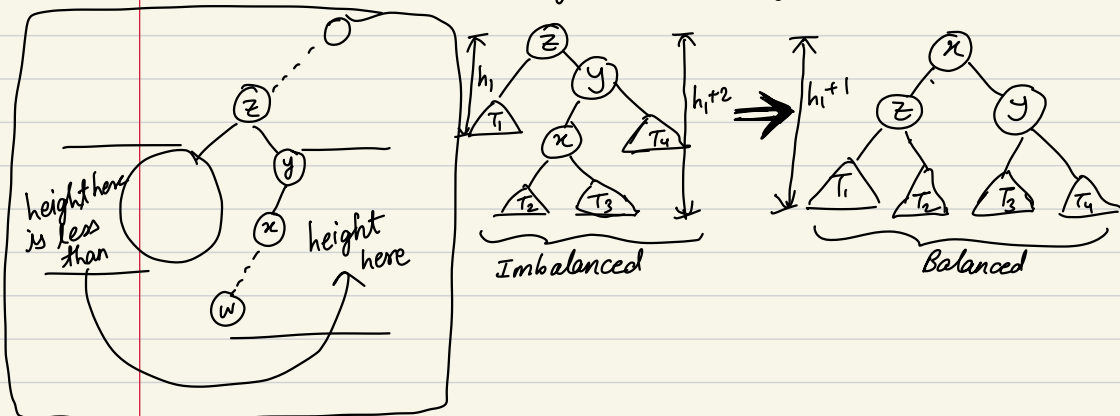 z
y
x
w
height here
is less
than
height
here
h₁
z
y
x
T₁
T₂
T₃
T₄
h₁+2
Imbalanced
⇒
h₁+1
x
z
y
T₁
T₂
T₃
T₄
Balanced